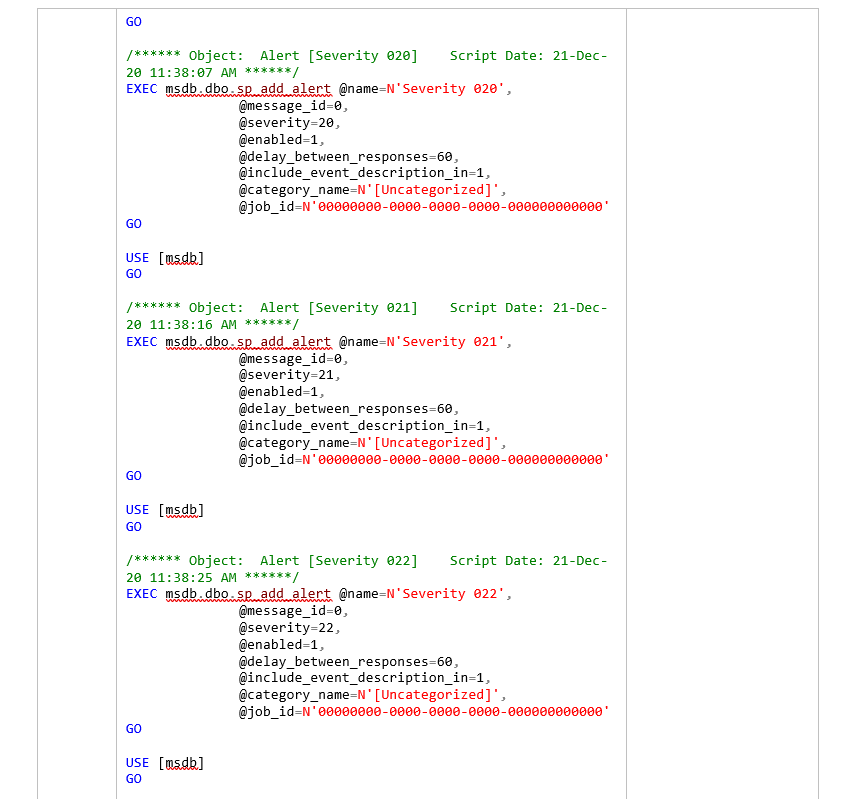 GO
/****** Object:  Alert [Severity 020]    Script Date: 21-Dec-
20 11:38:07 AM ******/
EXEC msdb.dbo.sp_add_alert @name=N'Severity 020',
@message_id=0,
@severity=20,
@enabled=1,
@delay_between_responses=60,
@include_event_description_in=1,
@category_name=N'[Uncategorized]',
@job_id=N'00000000-0000-0000-0000-000000000000'
GO
USE [msdb]
GO
/****** Object:  Alert [Severity 021]    Script Date: 21-Dec-
20 11:38:16 AM ******/
EXEC msdb.dbo.sp_add_alert @name=N'Severity 021',
@message_id=0,
@severity=21,
@enabled=1,
@delay_between_responses=60,
@include_event_description_in=1,
@category_name=N'[Uncategorized]',
@job_id=N'00000000-0000-0000-0000-000000000000'
GO
USE [msdb]
GO
/****** Object:  Alert [Severity 022]    Script Date: 21-Dec-
20 11:38:25 AM ******/
EXEC msdb.dbo.sp_add_alert @name=N'Severity 022',
@message_id=0,
@severity=22,
@enabled=1,
@delay_between_responses=60,
@include_event_description_in=1,
@category_name=N'[Uncategorized]',
@job_id=N'00000000-0000-0000-0000-000000000000'
GO
USE [msdb]
GO